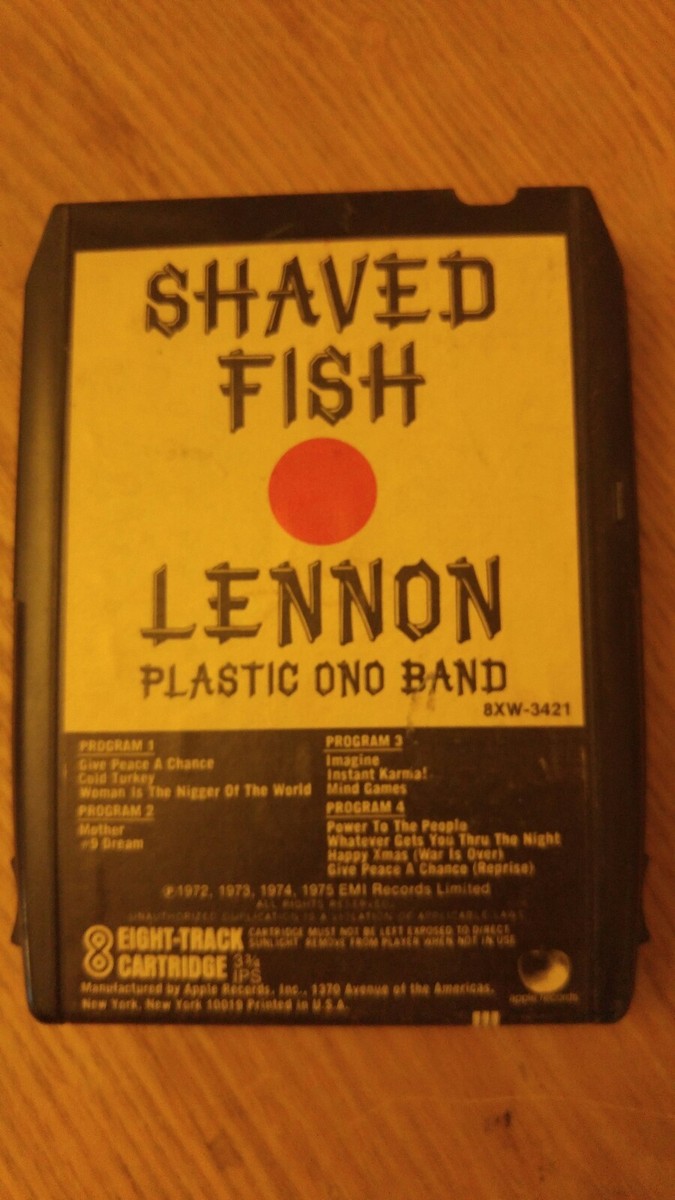 SHAVED
FISH
LENNON
PLASTIC ONO BAND
8XW-3421
PROGRAM 1
Give Peace A Chance
Cold Turkey
Woman Is The Nigger Of The World
PROGRAM 2
Mother
#9 Dream
PROGRAM 3
Imagine
Instant Karma!
Mind Games
PROGRAM 4
Power To The People
Whatever Gets You Thru The Night
Happy Xmas (War Is Over)
Give Peace A Chance (Reprise)
℗1972, 1973, 1974, 1975 EMI Records Limited
ALL RIGHTS RESERVED.
UNAUTHORIZED DUPLICATION IS A VIOLATION OF APPLICABLE LAWS
8 EIGHT-TRACK
CARTRIDGE
3¾
IPS
CARTRIDGE MUST NOT BE LEFT EXPOSED TO DIRECT
SUNLIGHT REMOVE FROM PLAYER WHEN NOT IN USE
Manufactured by Apple Records, Inc., 1370 Avenue of the Americas,
New York, New York 10019 Printed in U.S.A.
apple records